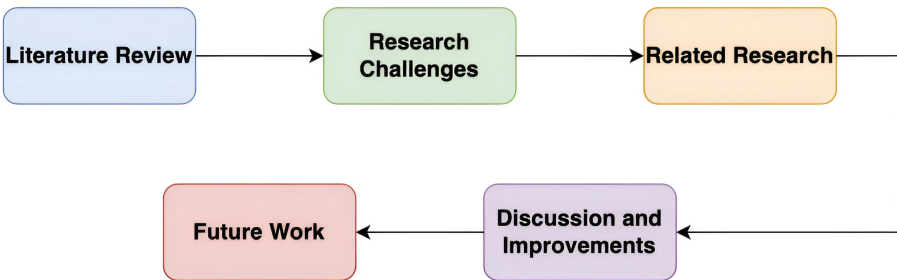 Literature Review
Research
Challenges
Related Research
Discussion and
Improvements
Future Work